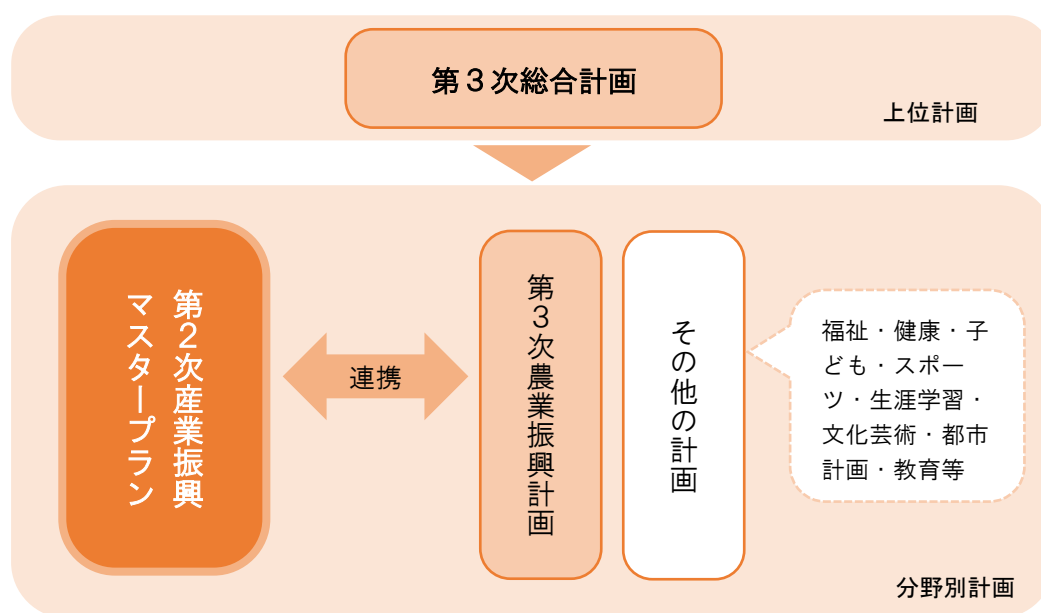 第３次総合計画
上位計画
第２次産業振興
マスタープラン
連携
第３次農業振興計画
その他の計画
福祉・健康・子
ども・スポー
ツ・生涯学習・
文化芸術・都市
計画・教育等
分野別計画